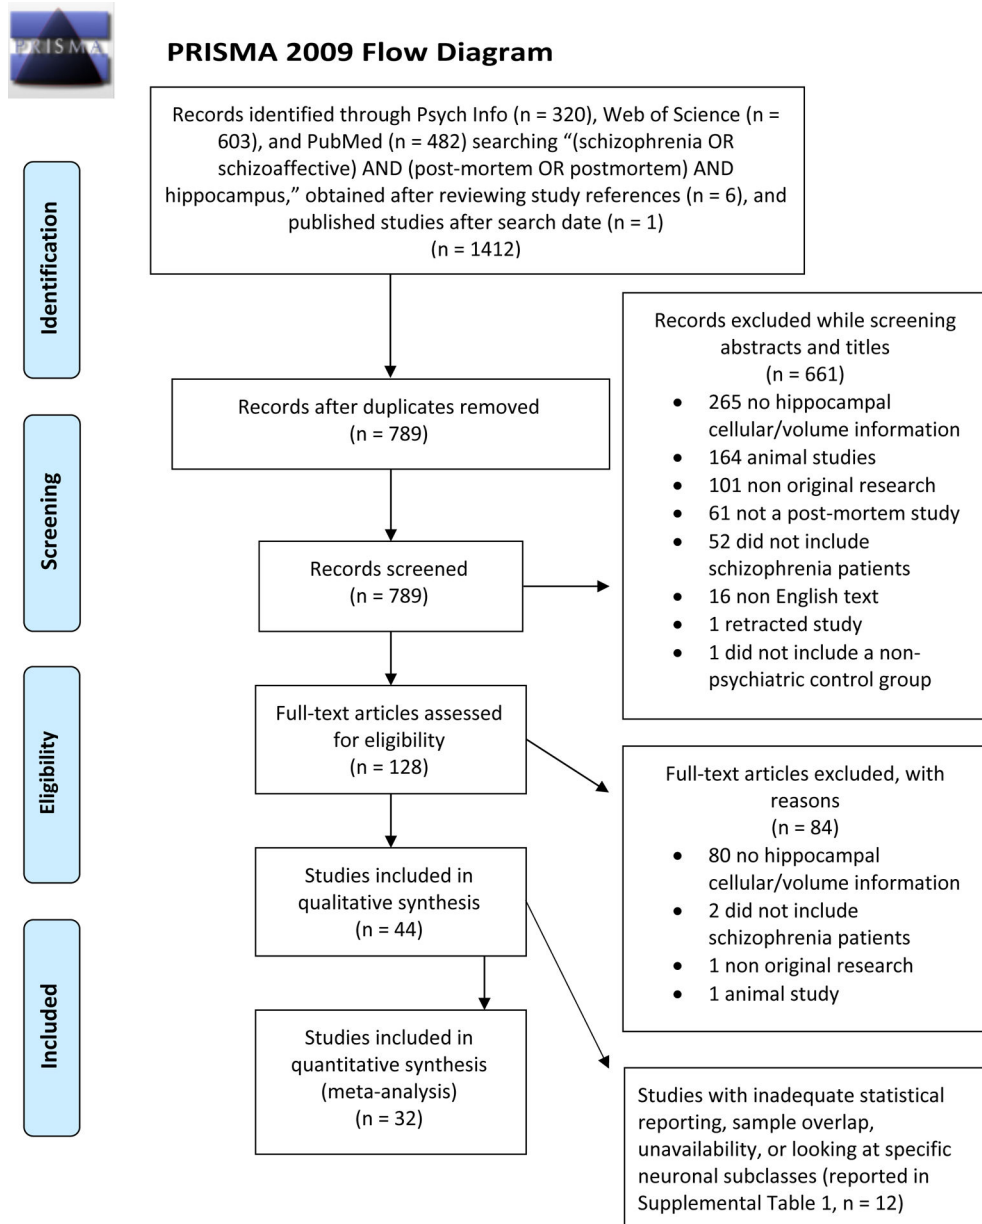 PRISMA
PRISMA 2009 Flow Diagram
Records identified through Psych Info (n = 320), Web of Science (n =
603), and PubMed (n = 482) searching “(schizophrenia OR
schizoaffective) AND (post-mortem OR postmortem) AND
hippocampus,” obtained after reviewing study references (n = 6), and
published studies after search date (n = 1)
(n = 1412)
Identification
Records excluded while screening
abstracts and titles
(n = 661)
• 265 no hippocampal
cellular/volume information
• 164 animal studies
• 101 non original research
• 61 not a post-mortem study
• 52 did not include
schizophrenia patients
• 16 non English text
• 1 retracted study
• 1 did not include a non-
psychiatric control group
Records after duplicates removed
(n = 789)
Screening
Records screened
(n = 789)
Eligibility
Full-text articles assessed
for eligibility
(n = 128)
Full-text articles excluded, with
reasons
(n = 84)
• 80 no hippocampal
cellular/volume information
• 2 did not include
schizophrenia patients
• 1 non original research
• 1 animal study
Studies included in
qualitative synthesis
(n = 44)
Included
Studies included in
quantitative synthesis
(meta-analysis)
(n = 32)
Studies with inadequate statistical
reporting, sample overlap,
unavailability, or looking at specific
neuronal subclasses (reported in
Supplemental Table 1, n = 12)